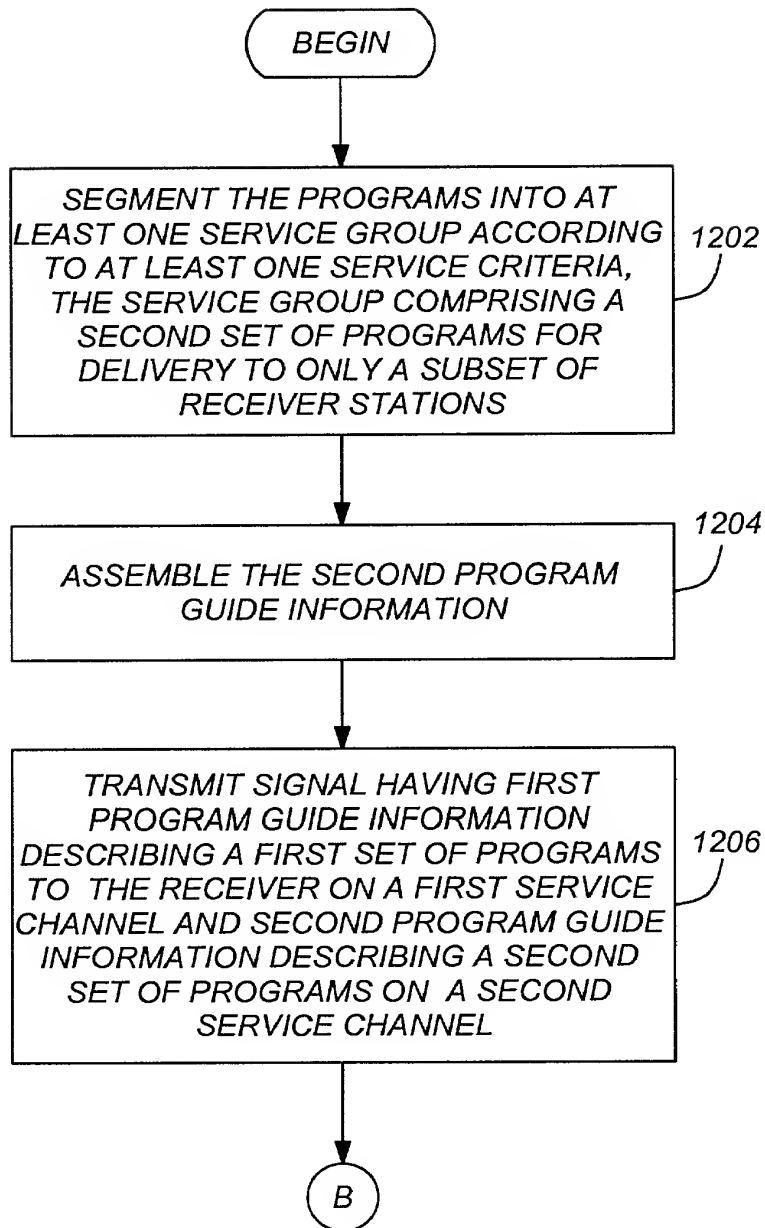 BEGIN
SEGMENT THE PROGRAMS INTO AT
LEAST ONE SERVICE GROUP ACCORDING
TO AT LEAST ONE SERVICE CRITERIA,
THE SERVICE GROUP COMPRISING A
SECOND SET OF PROGRAMS FOR
DELIVERY TO ONLY A SUBSET OF
RECEIVER STATIONS
1202
ASSEMBLE THE SECOND PROGRAM
GUIDE INFORMATION
1204
TRANSMIT SIGNAL HAVING FIRST
PROGRAM GUIDE INFORMATION
DESCRIBING A FIRST SET OF PROGRAMS
TO THE RECEIVER ON A FIRST SERVICE
CHANNEL AND SECOND PROGRAM GUIDE
INFORMATION DESCRIBING A SECOND
SET OF PROGRAMS ON A SECOND
SERVICE CHANNEL
1206
B